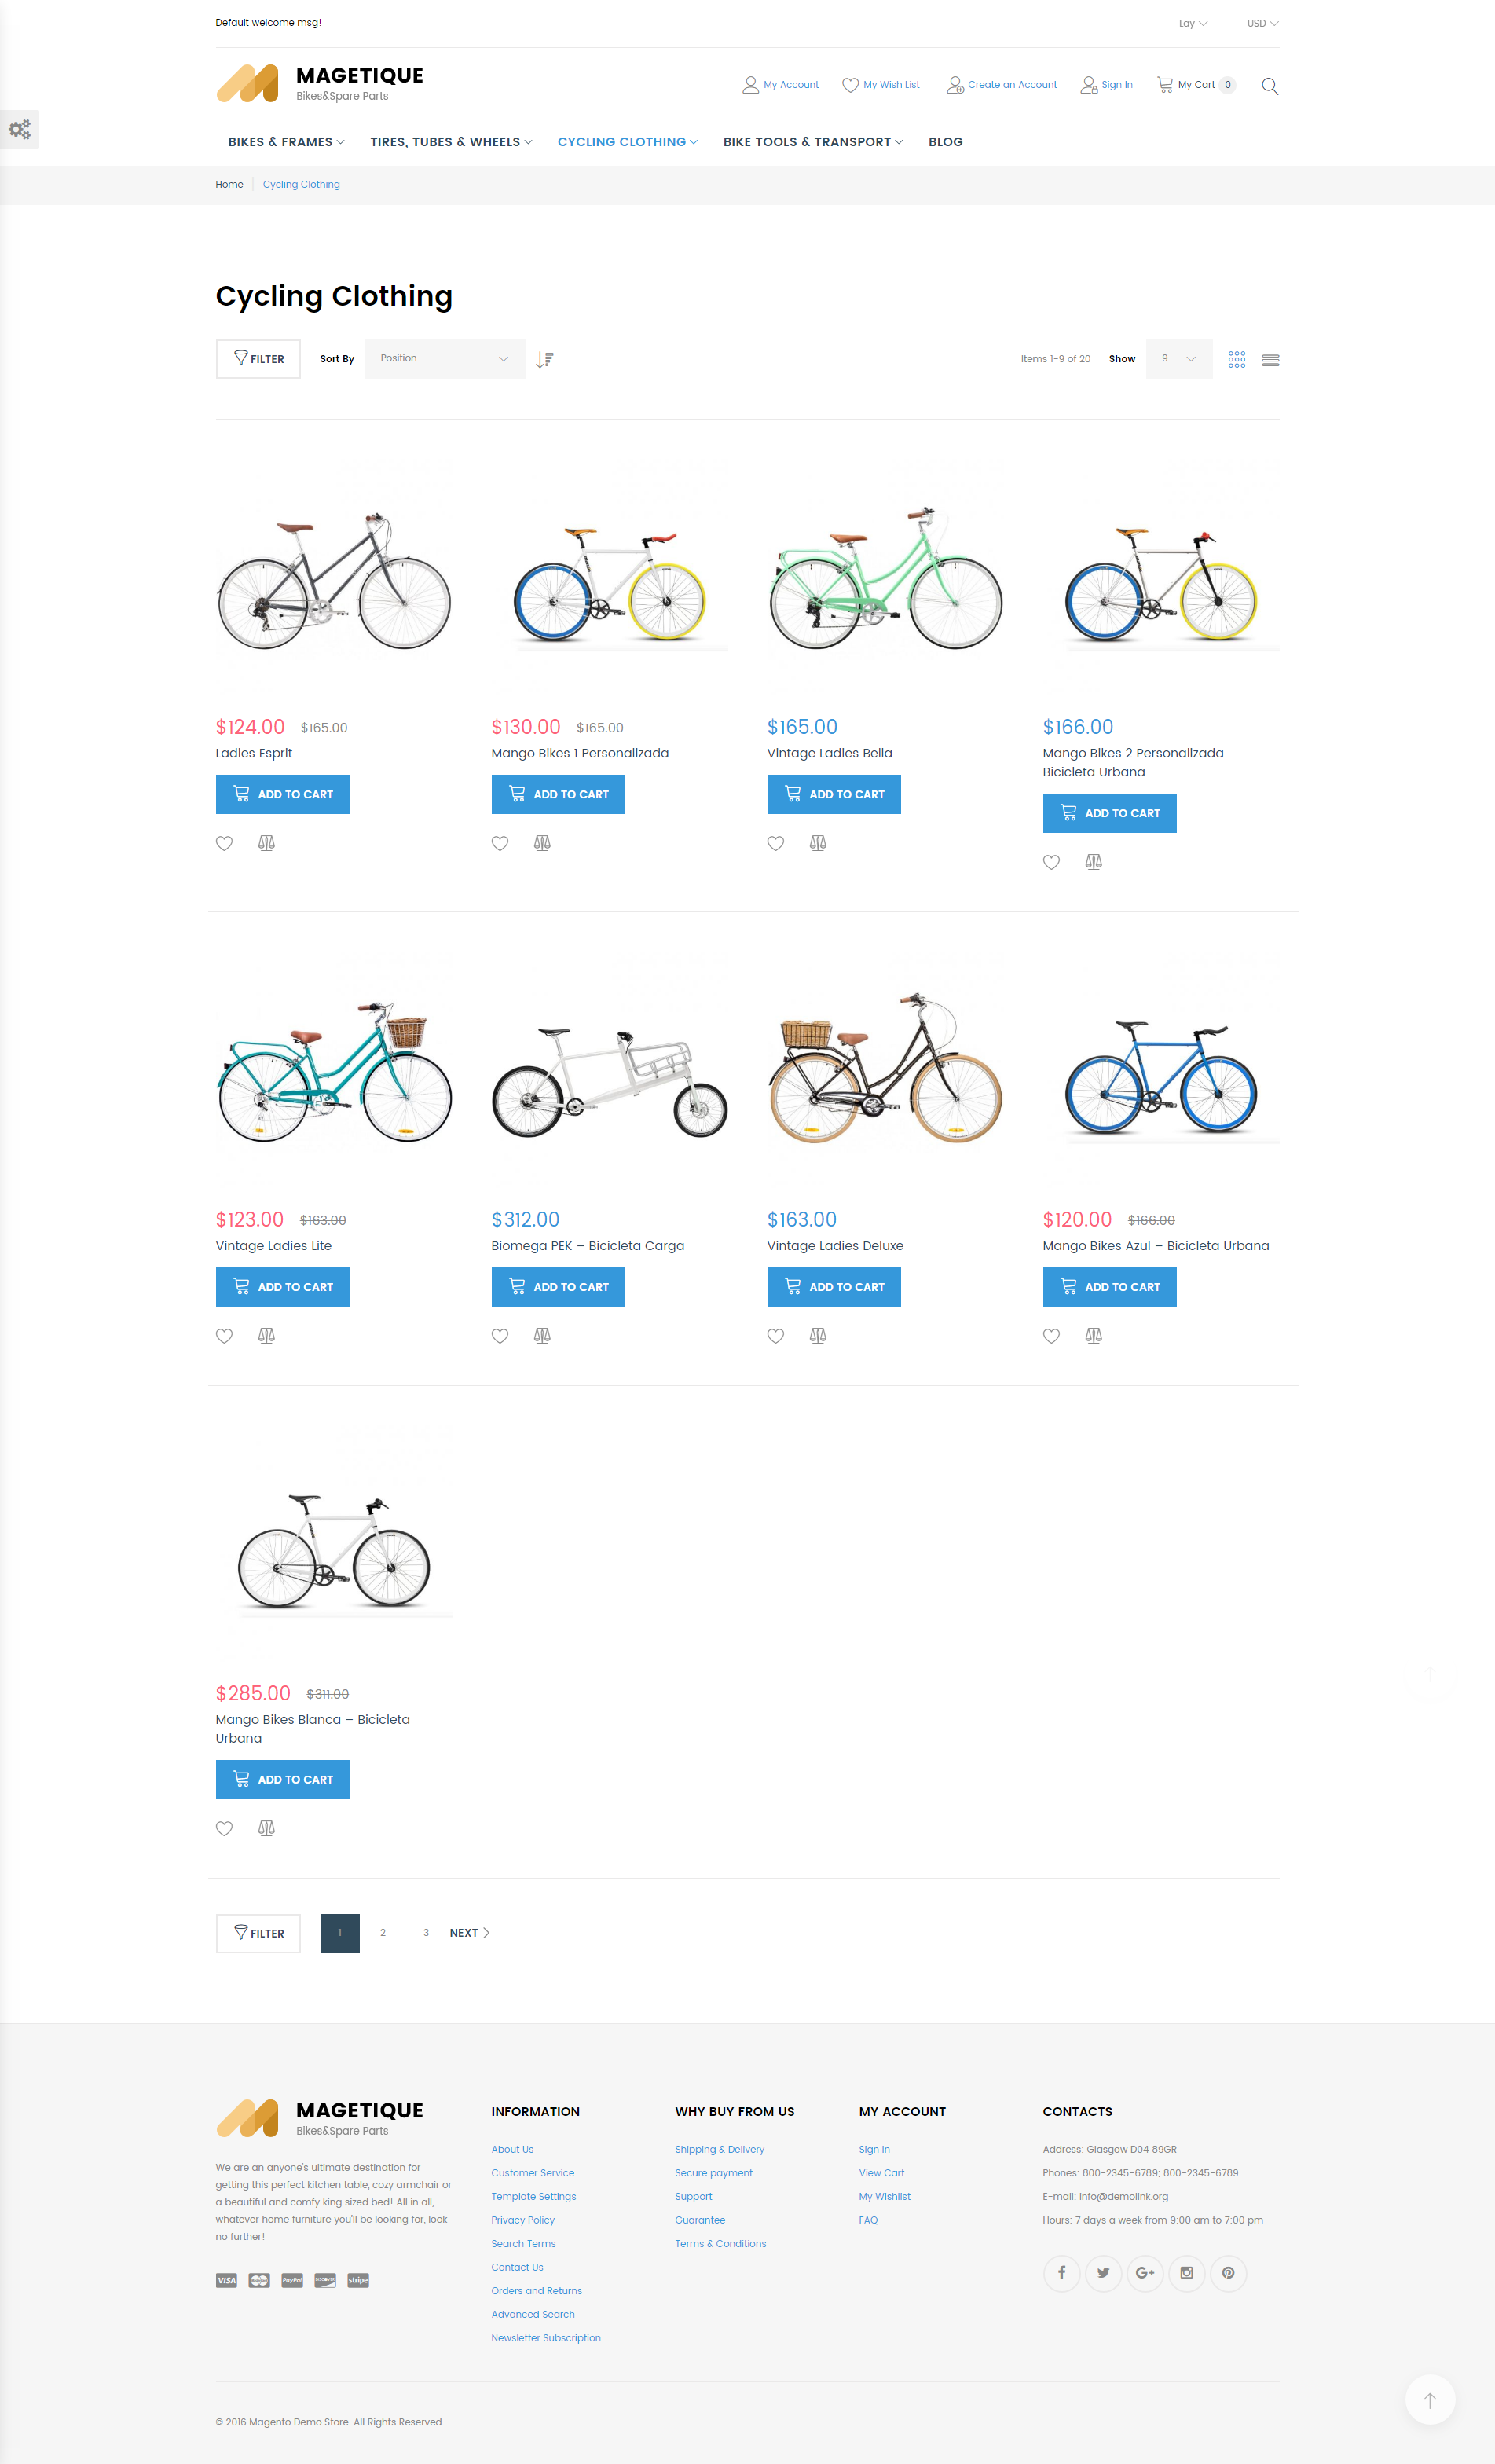 Default welcome msg!
Lay
USD
MAGETIQUE
Bikes&Spare Parts
My Account
My Wish List
Create an Account
Sign In
My Cart 0
BIKES & FRAMES
TIRES, TUBES & WHEELS
CYCLING CLOTHING
BIKE TOOLS & TRANSPORT
BLOG
Home
Cycling Clothing
Cycling Clothing
FILTER
Sort By
Position
Items 1-9 of 20
Show
9
$124.00 $165.00
Ladies Esprit
ADD TO CART
$130.00 $165.00
Mango Bikes 1 Personalizada
ADD TO CART
$165.00
Vintage Ladies Bella
ADD TO CART
$166.00
Mango Bikes 2 Personalizada
Bicicleta Urbana
ADD TO CART
$123.00 $163.00
Vintage Ladies Lite
ADD TO CART
$312.00
Biomega PEK – Bicicleta Carga
ADD TO CART
$163.00
Vintage Ladies Deluxe
ADD TO CART
$120.00 $166.00
Mango Bikes Azul – Bicicleta Urbana
ADD TO CART
$285.00 $311.00
Mango Bikes Blanca – Bicicleta
Urbana
ADD TO CART
FILTER
1
2
3
NEXT
MAGETIQUE
Bikes&Spare Parts
We are an anyone's ultimate destination for
getting this perfect kitchen table, cozy armchair or
a beautiful and comfy king sized bed! All in all,
whatever home furniture you'll be looking for, look
no further!
VISA
PayPal
DISCOVER
stripe
INFORMATION
About Us
Customer Service
Template Settings
Privacy Policy
Search Terms
Contact Us
Orders and Returns
Advanced Search
Newsletter Subscription
WHY BUY FROM US
Shipping & Delivery
Secure payment
Support
Guarantee
Terms & Conditions
MY ACCOUNT
Sign In
View Cart
My Wishlist
FAQ
CONTACTS
Address: Glasgow D04 89GR
Phones: 800-2345-6789; 800-2345-6789
E-mail: info@demolink.org
Hours: 7 days a week from 9:00 am to 7:00 pm
© 2016 Magento Demo Store. All Rights Reserved.